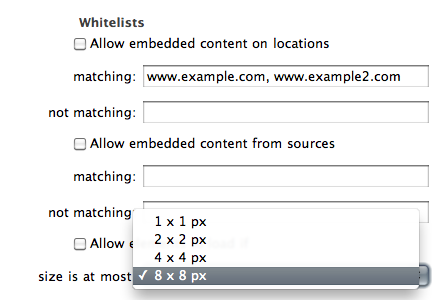 Whitelists
Allow embedded content on locations
matching: www.example.com, www.example2.com
not matching:
Allow embedded content from sources
matching:
not matching:
1 x 1 px
2 x 2 px
Allow
4 x 4 px
size is at most ✓ 8 x 8 px